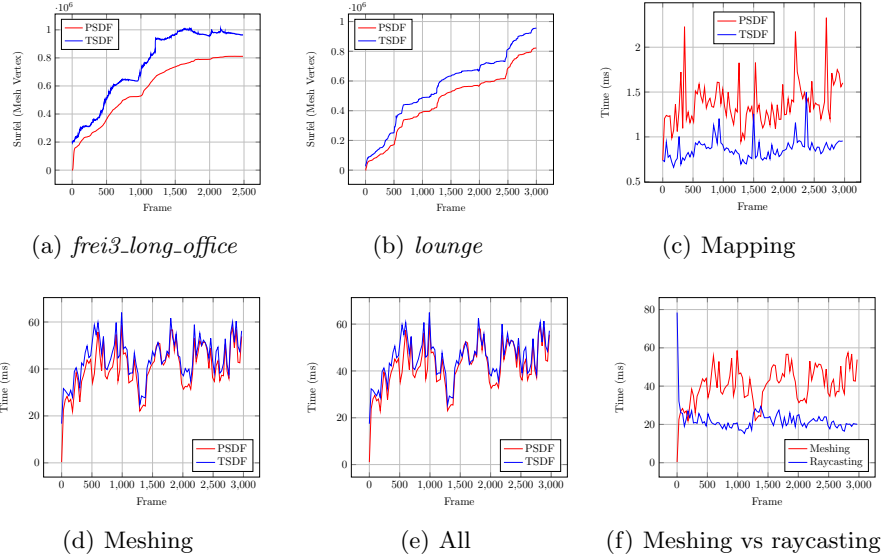 ·10^6
1
0.8
0.6
0.4
0.2
0
Surfel (Mesh Vertex)
PSDF
TSDF
0 500 1,000 1,500 2,000 2,500
Frame
(a) frei3_long_office
·10^6
1
0.8
0.6
0.4
0.2
0
Surfel (Mesh Vertex)
PSDF
TSDF
0 500 1,000 1,500 2,000 2,500 3,000
Frame
(b) lounge
2
1.5
1
0.5
Time (ms)
PSDF
TSDF
0 500 1,000 1,500 2,000 2,500 3,000
Frame
(c) Mapping
60
40
20
0
Time (ms)
PSDF
TSDF
0 500 1,000 1,500 2,000 2,500 3,000
Frame
(d) Meshing
60
40
20
0
Time (ms)
PSDF
TSDF
0 500 1,000 1,500 2,000 2,500 3,000
Frame
(e) All
80
60
40
20
0
Time (ms)
Meshing
Raycasting
0 500 1,000 1,500 2,000 2,500 3,000
Frame
(f) Meshing vs raycasting